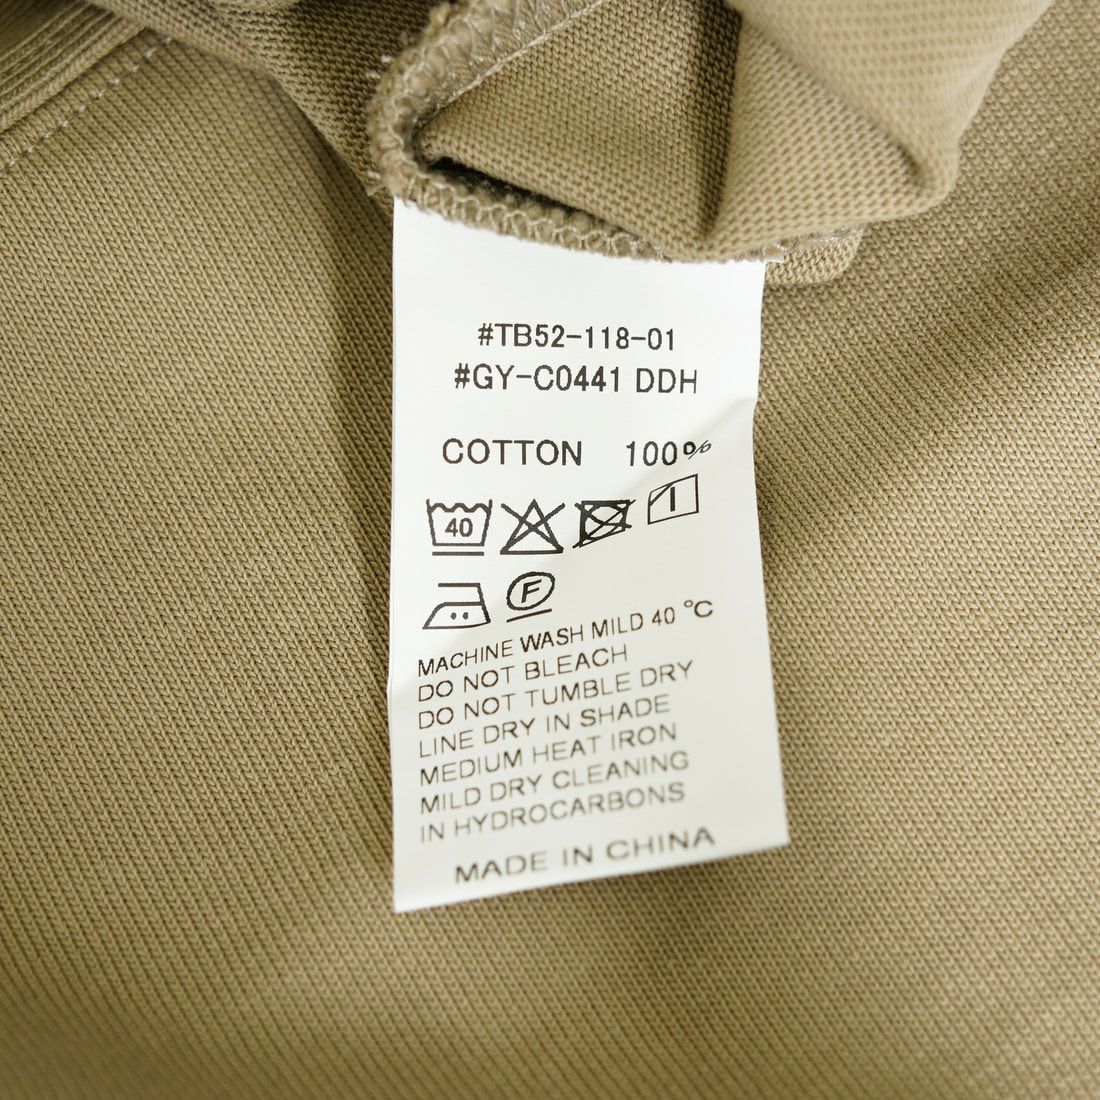 #TB52-118-01
#GY-C0441 DDH
COTTON 100%
40
F
MACHINE WASH MILD 40 °C
DO NOT BLEACH
DO NOT TUMBLE DRY
LINE DRY IN SHADE
MEDIUM HEAT IRON
MILD DRY CLEANING
IN HYDROCARBONS
MADE IN CHINA